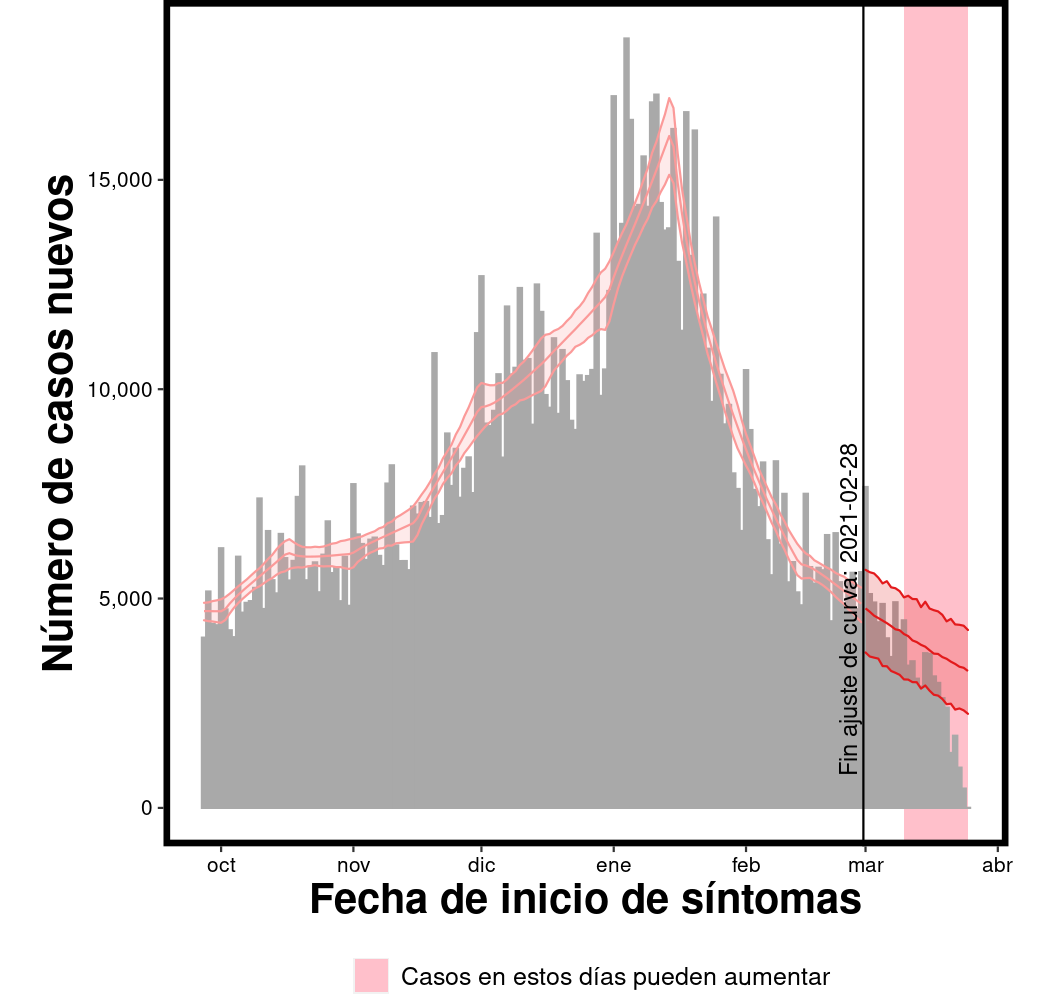 Número de casos nuevos
15,000
10,000
5,000
0
Fin ajuste de curva: 2021-02-28
oct nov dic ene feb mar abr
Fecha de inicio de síntomas
Casos en estos días pueden aumentar